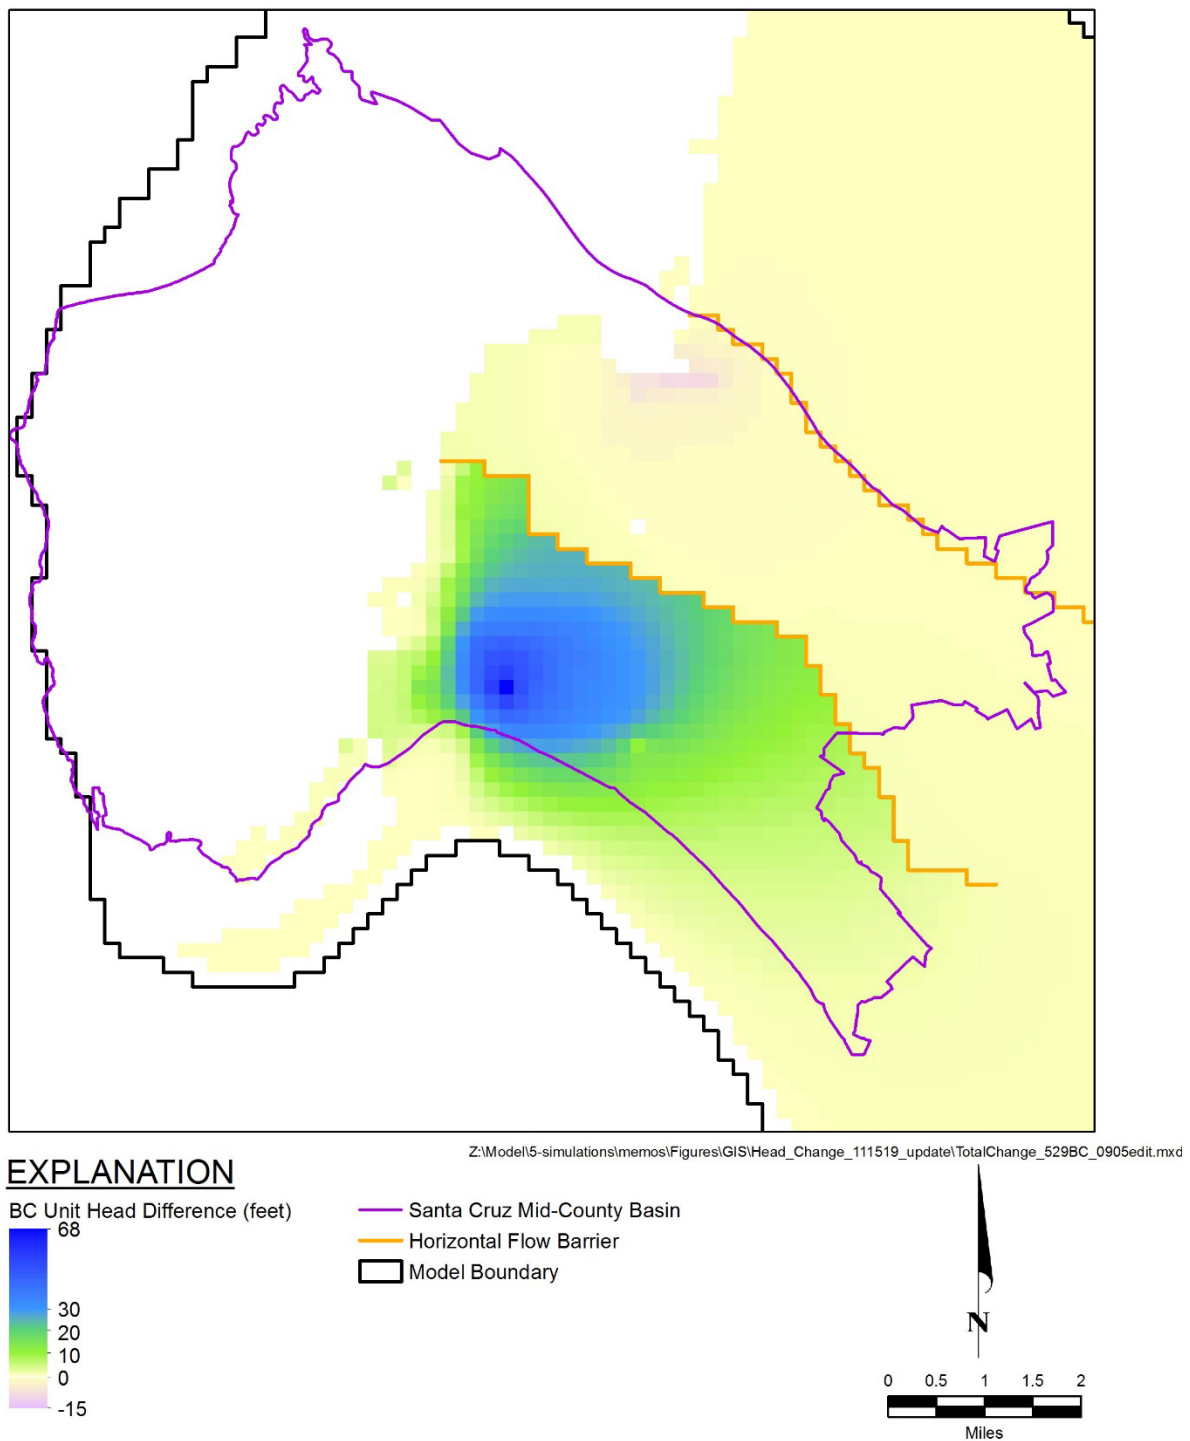 Z:\Model\5-simulations\memos\Figures\GIS\Head_Change_111519_update\TotalChange_529BC_0905edit.mxd
EXPLANATION
BC Unit Head Difference (feet)
68
30
20
10
0
-15
Santa Cruz Mid-County Basin
Horizontal Flow Barrier
Model Boundary
N
0 0.5 1 1.5 2
Miles